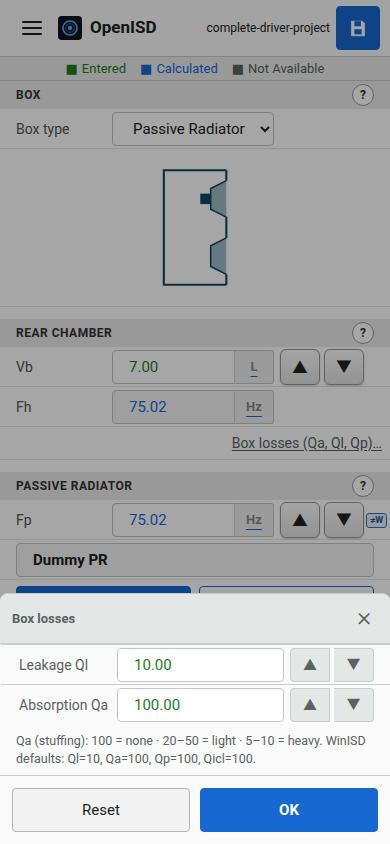 OpenISD
complete-driver-project
Entered Calculated Not Available
BOX ?
Box type Passive Radiator
REAR CHAMBER ?
Vb 7.00 L ▲ ▼
Fh 75.02 Hz
Box losses (Qa, Ql, Qp)...
PASSIVE RADIATOR ?
Fp 75.02 Hz ▲ ▼ ≠W
Dummy PR
Box losses ×
Leakage Ql 10.00 ▲ ▼
Absorption Qa 100.00 ▲ ▼
Qa (stuffing): 100 = none · 20–50 = light · 5–10 = heavy. WinISD
defaults: Ql=10, Qa=100, Qp=100, Qicl=100.
Reset OK